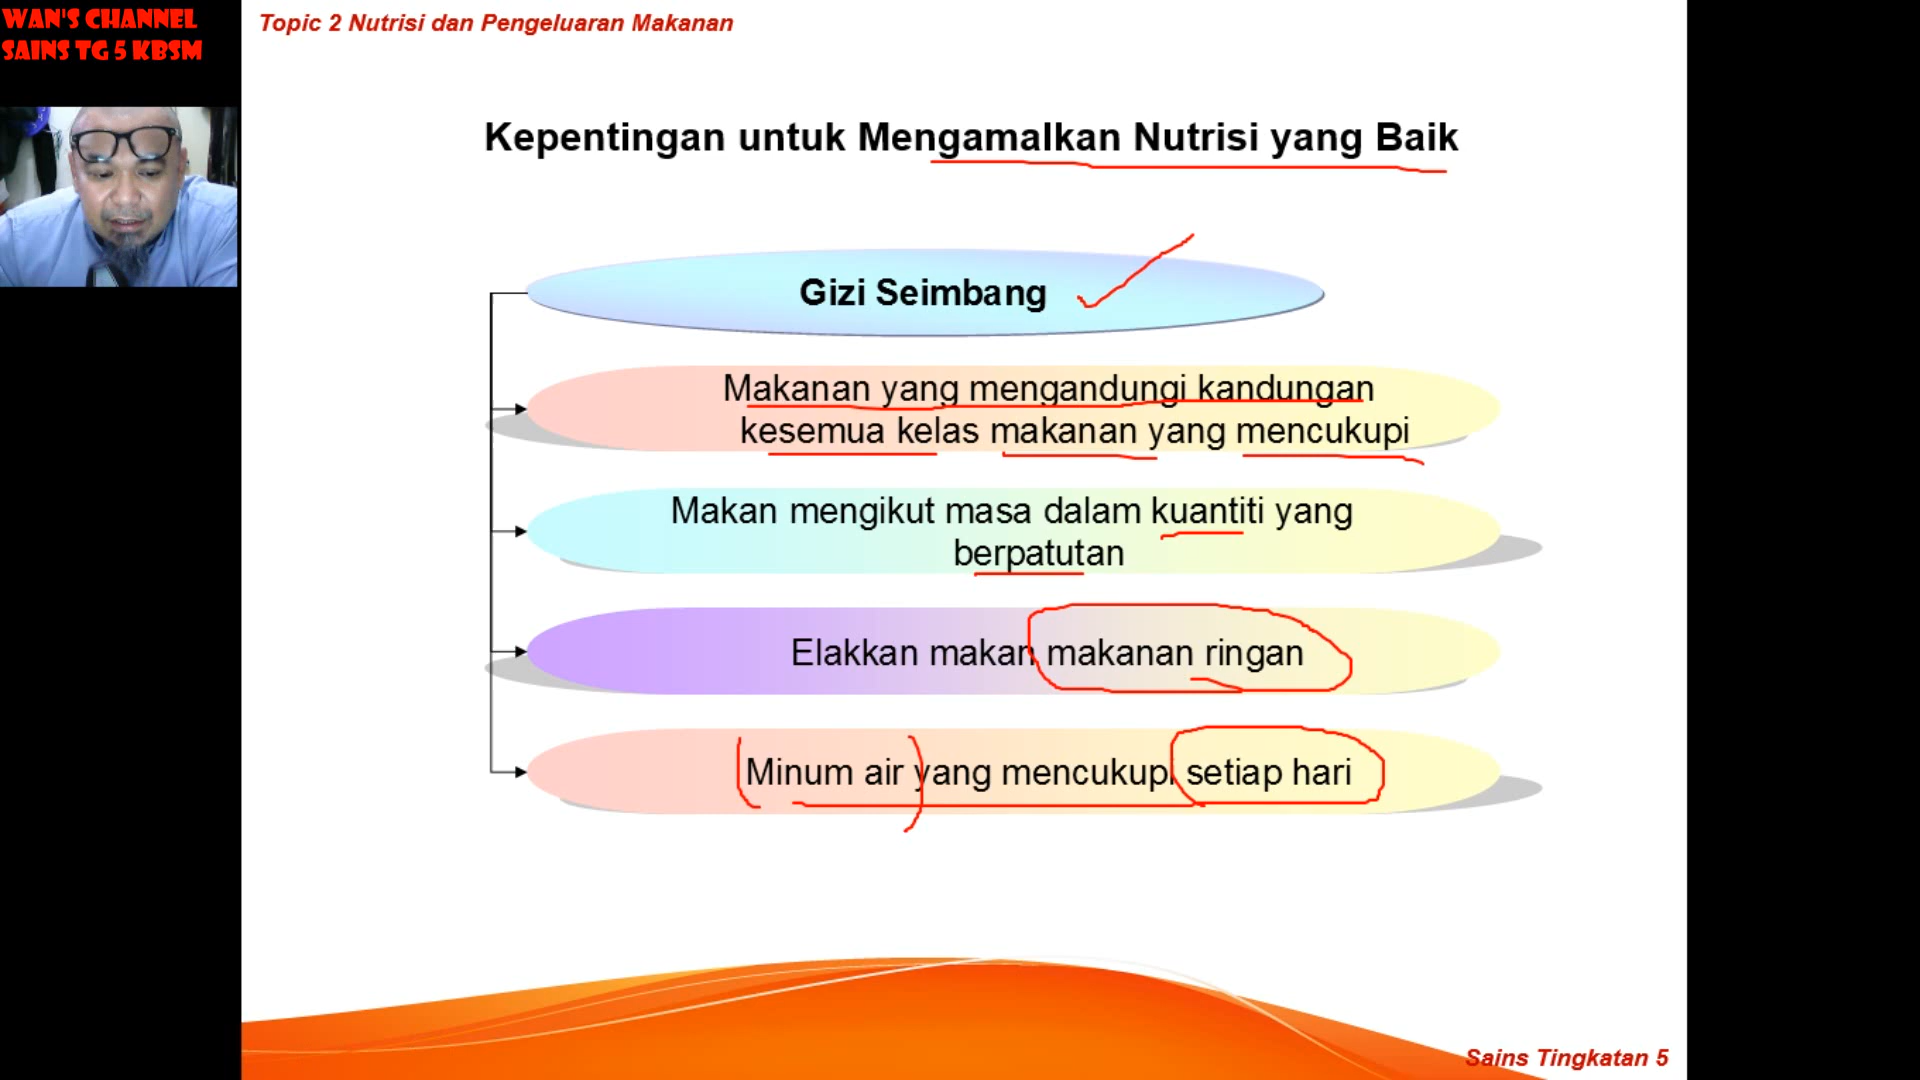 WAN'S CHANNEL
SAINS TG 5 KBSM
Topic 2 Nutrisi dan Pengeluaran Makanan
Kepentingan untuk Mengamalkan Nutrisi yang Baik
Gizi Seimbang
Makanan yang mengandungi kandungan
kesemua kelas makanan yang mencukupi
Makan mengikut masa dalam kuantiti yang
berpatutan
Elakkan makan makanan ringan
Minum air yang mencukupi setiap hari
Sains Tingkatan 5